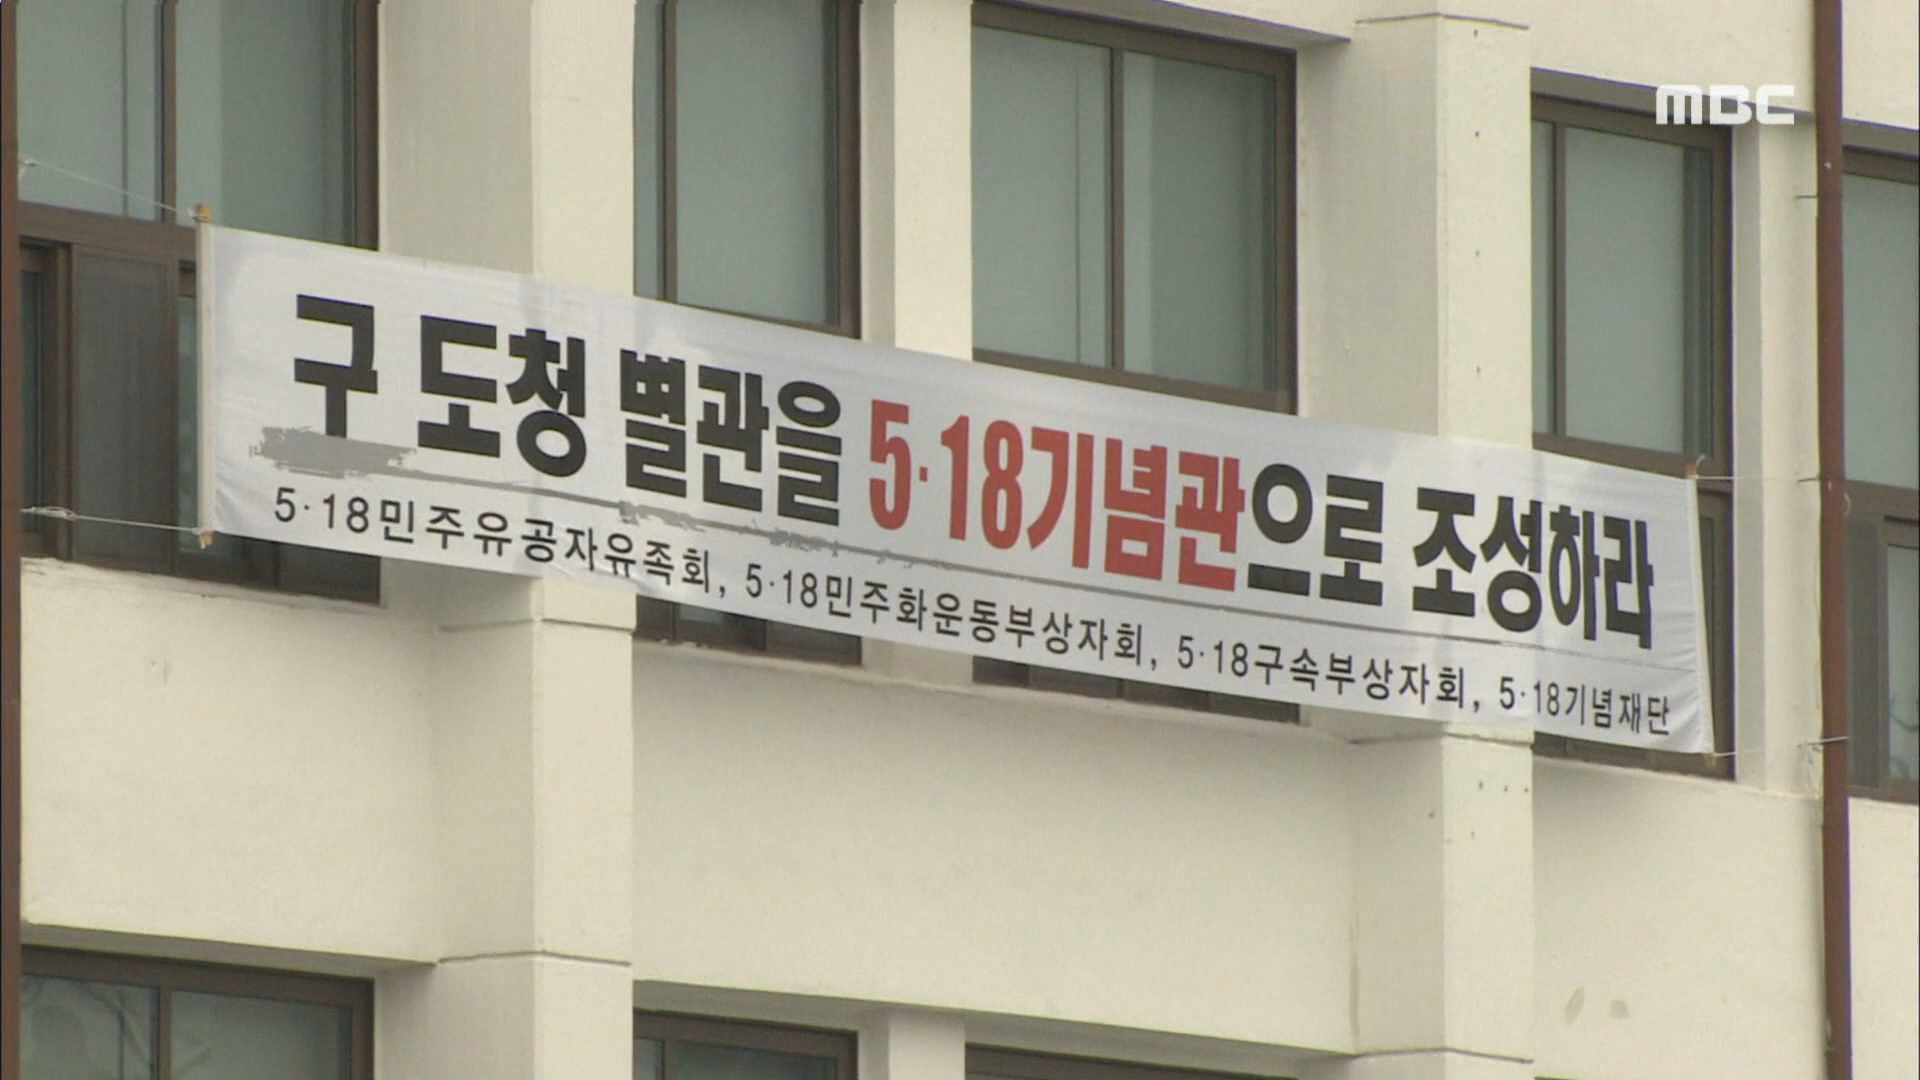 MBC
구 도청 별관을 5·18기념관으로 조성하라
5·18민주유공자유족회, 5·18민주화운동부상자회, 5·18구속부상자회, 5·18기념재단